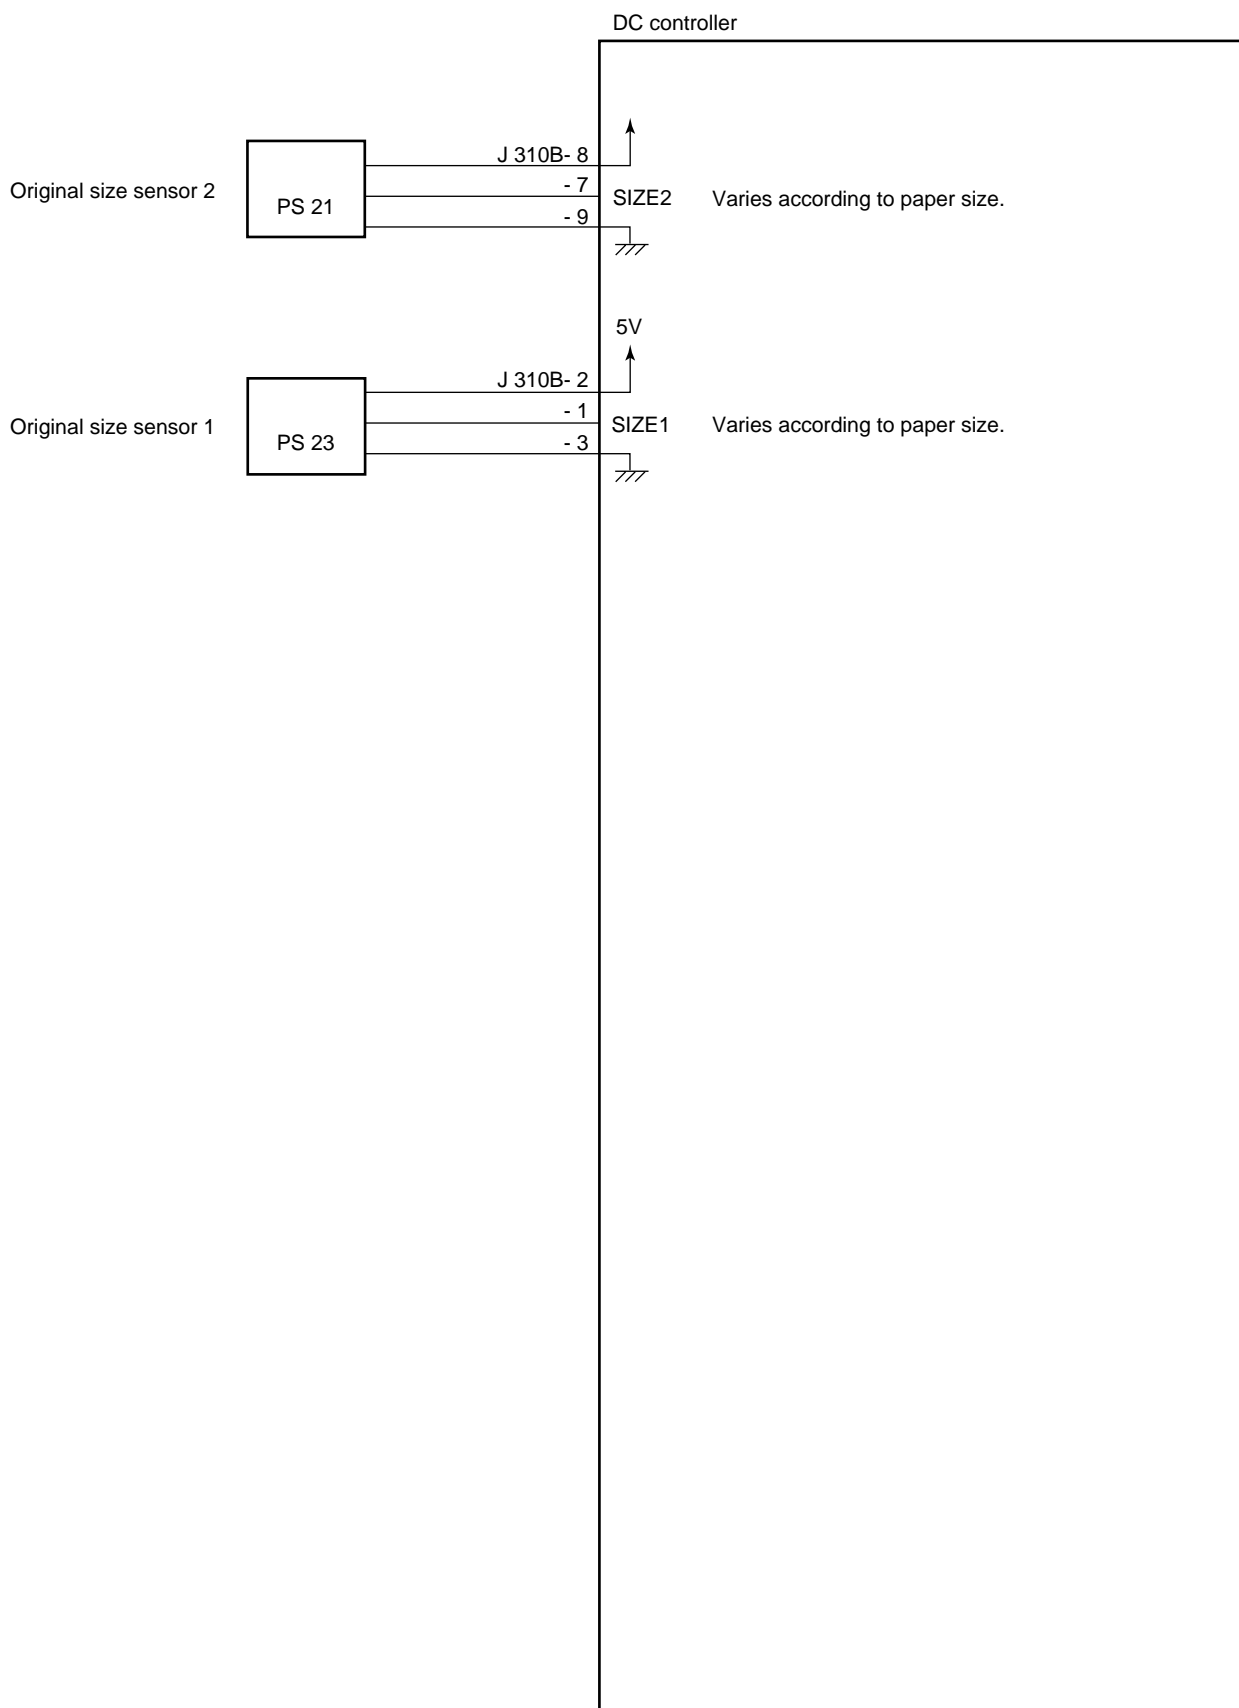 DC controller
J 310B- 8
Original size sensor 2
PS 21
- 7
SIZE2
Varies according to paper size.
- 9
5V
J 310B- 2
Original size sensor 1
PS 23
- 1
SIZE1
Varies according to paper size.
- 3